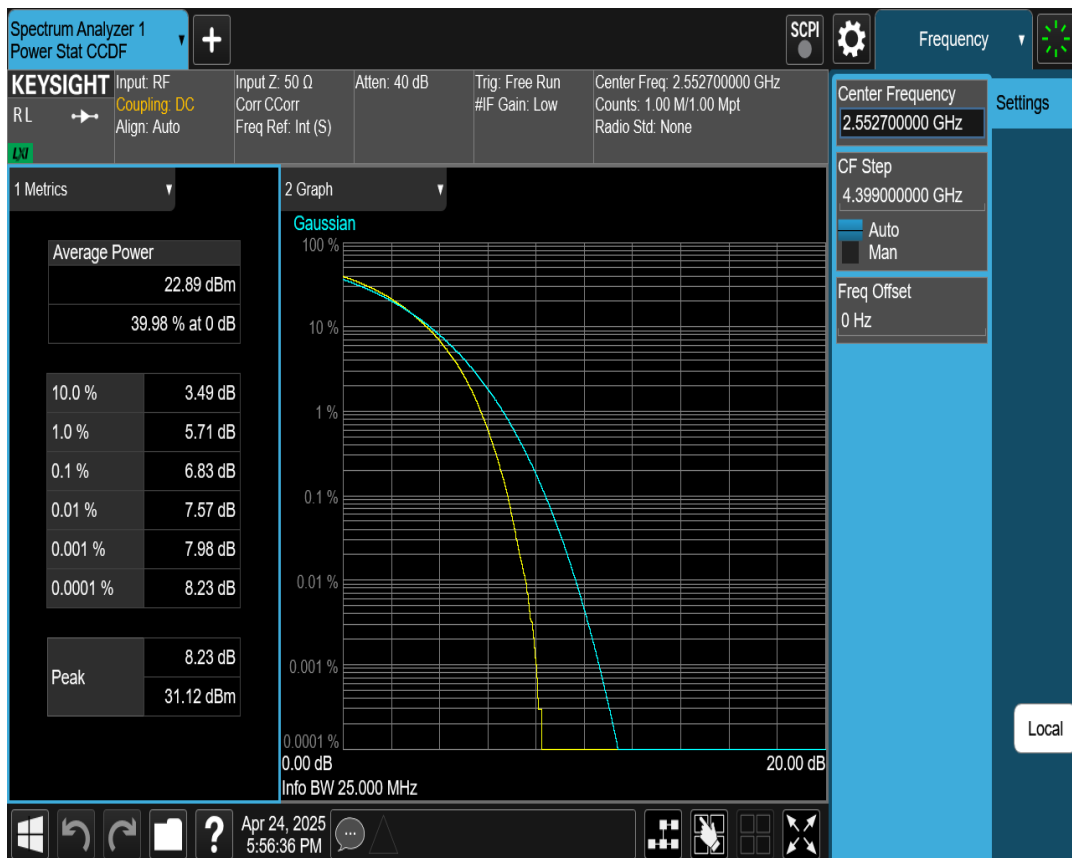 Spectrum Analyzer 1
Power Stat CCDF
+
SCPI
Frequency
KEYSIGHT
RL
LXI
Input: RF
Coupling: DC
Align: Auto
Input Z: 50 Ω
Corr CCorr
Freq Ref: Int (S)
Atten: 40 dB
Trig: Free Run
#IF Gain: Low
Center Freq: 2.552700000 GHz
Counts: 1.00 M/1.00 Mpt
Radio Std: None
Center Frequency
2.552700000 GHz
Settings
CF Step
4.399000000 GHz
Auto
Man
Freq Offset
0 Hz
Local
1 Metrics
Average Power
22.89 dBm
39.98 % at 0 dB
10.0 % 3.49 dB
1.0 % 5.71 dB
0.1 % 6.83 dB
0.01 % 7.57 dB
0.001 % 7.98 dB
0.0001 % 8.23 dB
Peak 8.23 dB
31.12 dBm
2 Graph
Gaussian
100 %
10 %
1 %
0.1 %
0.01 %
0.001 %
0.0001 %
0.00 dB 20.00 dB
Info BW 25.000 MHz
?
Apr 24, 2025
5:56:36 PM